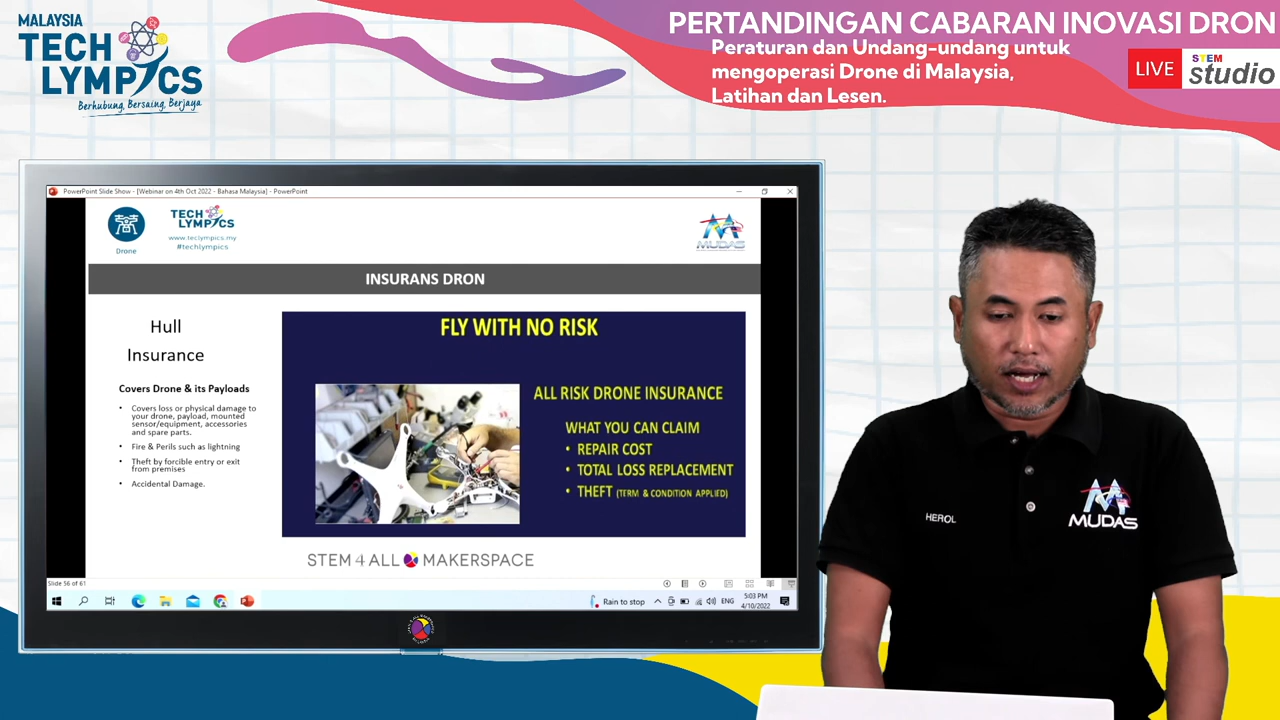 MALAYSIA
TECH
LYMPICS
Berhubung, Bersaing, Berjaya
PERTANDINGAN CABARAN INOVASI DRON
Peraturan dan Undang-undang untuk
mengoperasi Drone di Malaysia,
Latihan dan Lesen.
LIVE
STEM
studio
PowerPoint Slide Show - [Webinar on 4th Oct 2022 - Bahasa Malaysia] - PowerPoint
Drone
TECH
LYMPICS
www.teclympics.my
#techlympics
MUDAS
INSURANS DRON
Hull
Insurance
Covers Drone & its Payloads
• Covers loss or physical damage to
your drone, payload, mounted
sensor/equipment, accessories
and spare parts.
• Fire & Perils such as lightning
• Theft by forcible entry or exit
from premises
• Accidental Damage.
FLY WITH NO RISK
ALL RISK DRONE INSURANCE
WHAT YOU CAN CLAIM
• REPAIR COST
• TOTAL LOSS REPLACEMENT
• THEFT (TERM & CONDITION APPLIED)
STEM 4 ALL MAKERSPACE
Slide 56 of 61
Rain to stop
ENG
5:03 PM
4/10/2022
HEROL
MUDAS